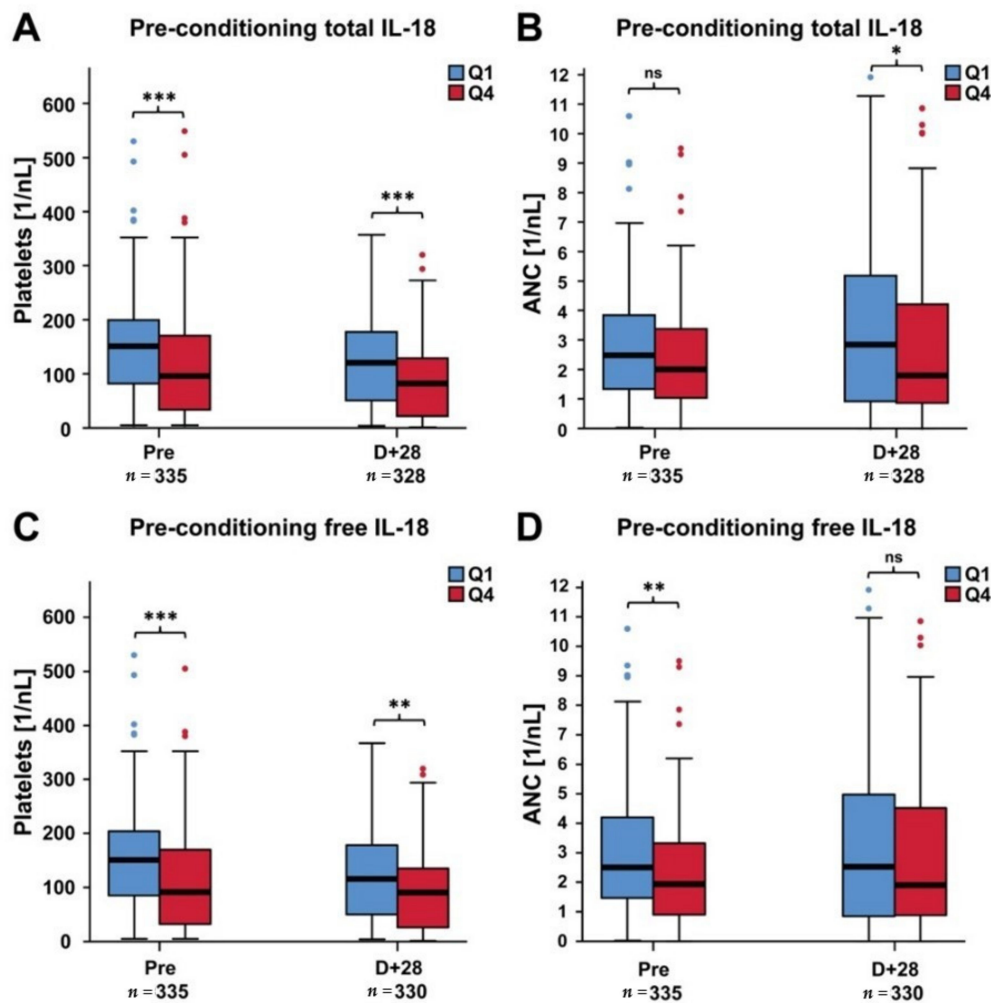 A Pre-conditioning total IL-18
Q1
Q4
Platelets [1/nL]
600
500
400
300
200
100
0
***
***
Pre
n = 335
D+28
n = 328
B Pre-conditioning total IL-18
Q1
Q4
ANC [1/nL]
12
11
10
9
8
7
6
5
4
3
2
1
0
ns
*
Pre
n = 335
D+28
n = 328
C Pre-conditioning free IL-18
Q1
Q4
Platelets [1/nL]
600
500
400
300
200
100
0
***
**
Pre
n = 335
D+28
n = 330
D Pre-conditioning free IL-18
Q1
Q4
ANC [1/nL]
12
11
10
9
8
7
6
5
4
3
2
1
0
**
ns
Pre
n = 335
D+28
n = 330